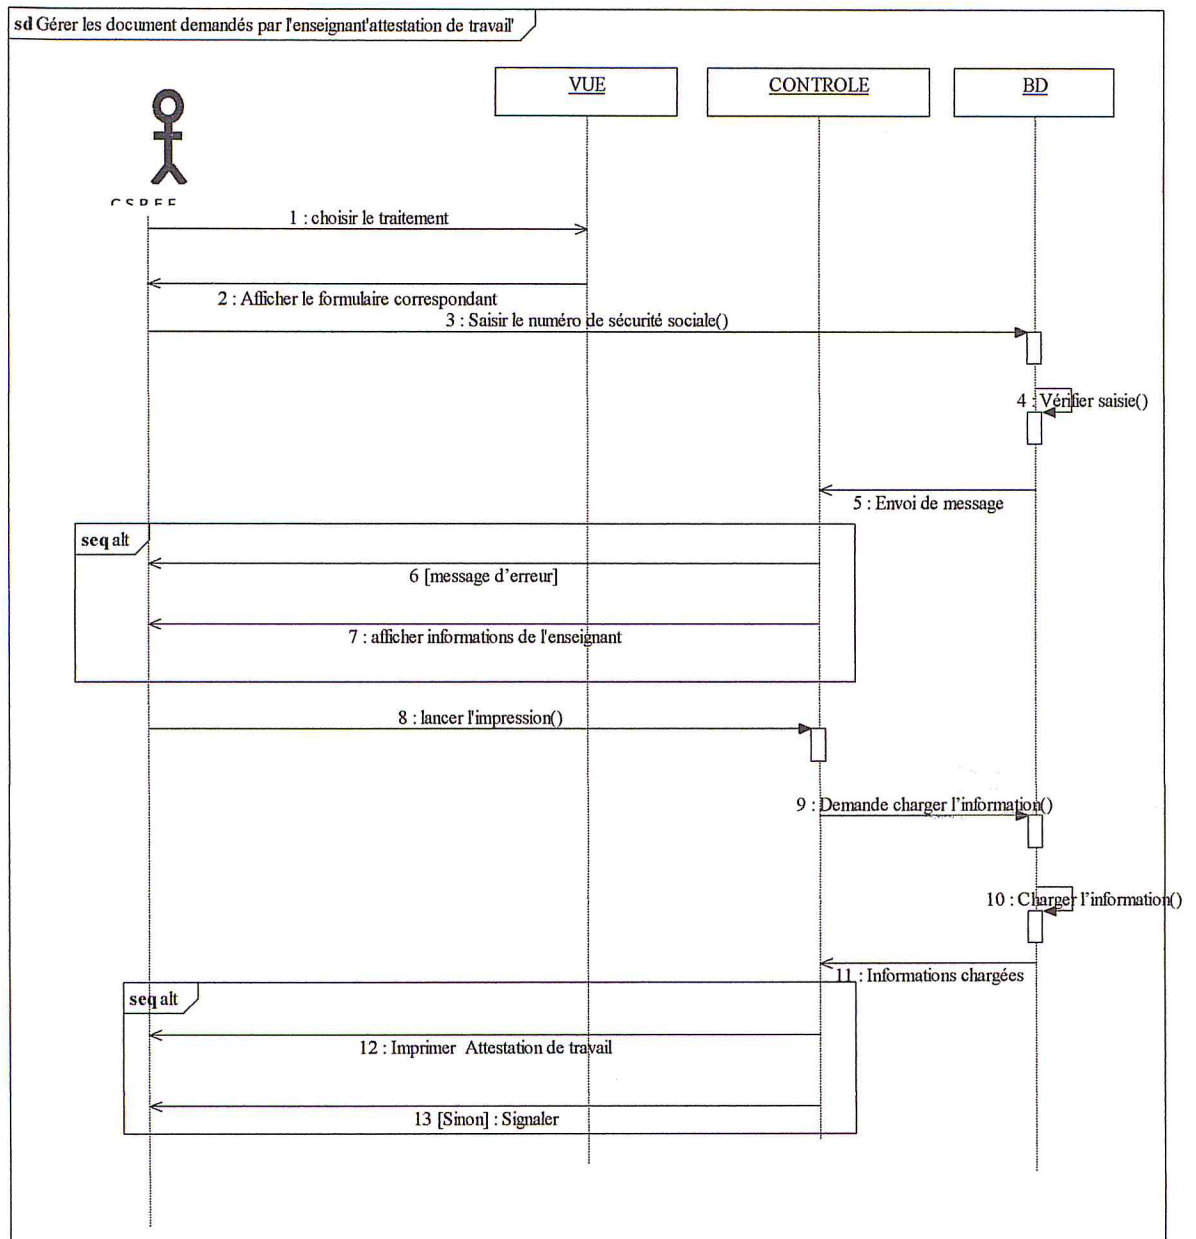 sd Gérer les document demandés par l'enseignant'attestation de travail'
VUE
CONTROLE
BD
1 : choisir le traitement
2 : Afficher le formulaire correspondant
3 : Saisir le numéro de sécurité sociale()
4 : Vérifier saisie()
5 : Envoi de message
seq alt
6 [message d'erreur]
7 : afficher informations de l'enseignant
8 : lancer l'impression()
9 : Demande charger l'information()
10 : Charger l'information()
11 : Informations chargées
seq alt
12 : Imprimer Attestation de travail
13 [Sinon] : Signaler